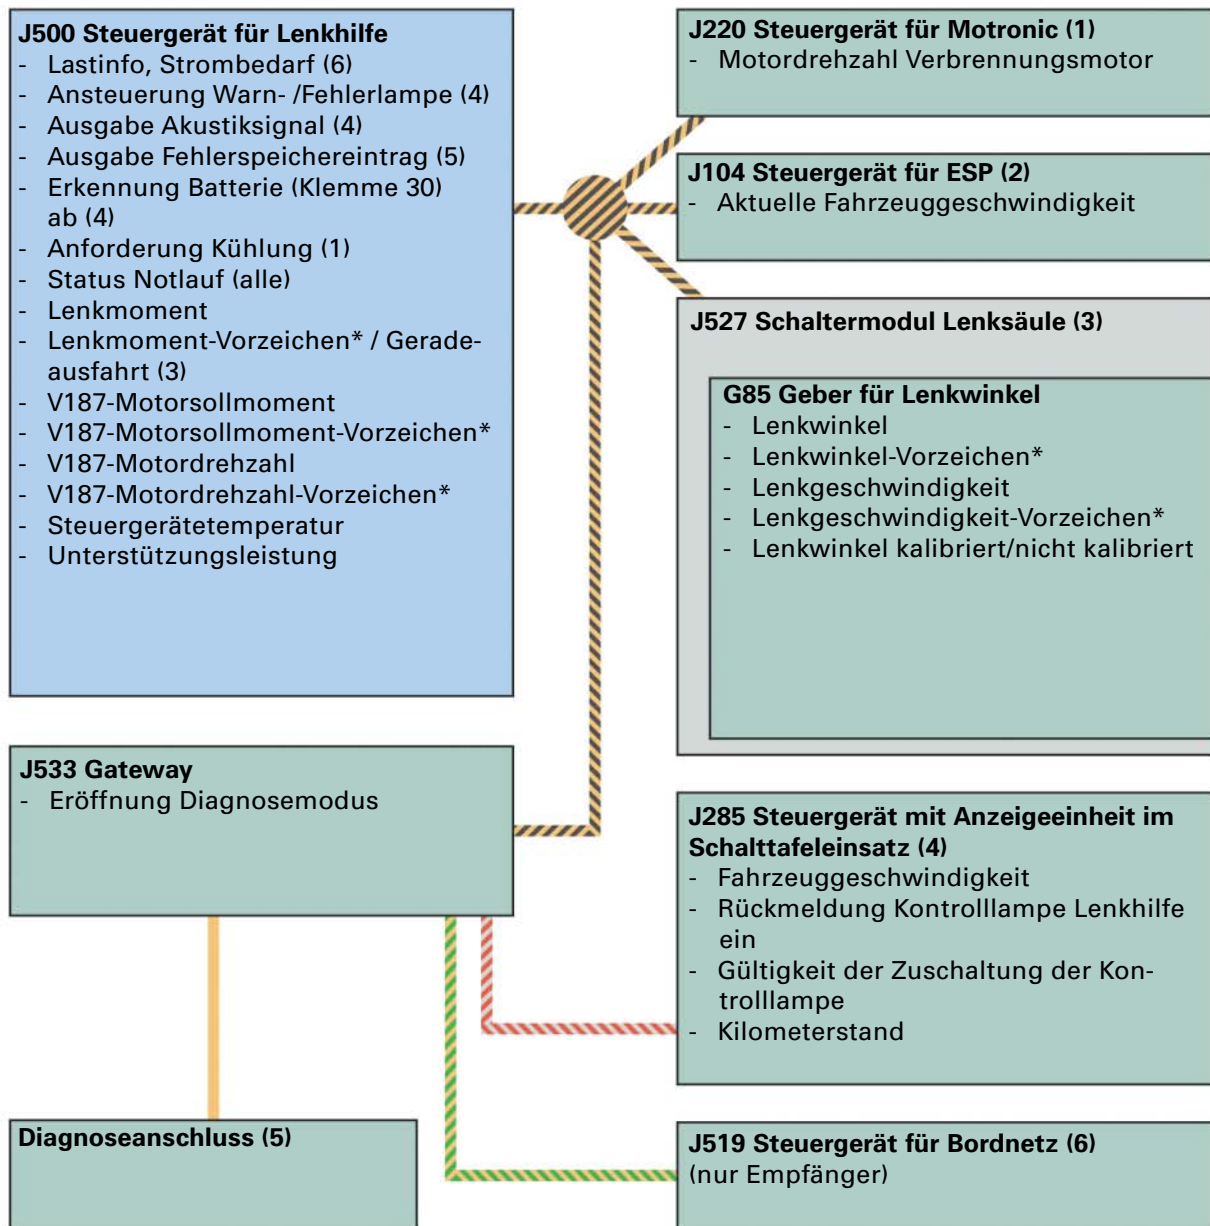 J500 Steuergerät für Lenkhilfe
- Lastinfo, Strombedarf (6)
- Ansteuerung Warn- /Fehlerlampe (4)
- Ausgabe Akustiksignal (4)
- Ausgabe Fehlerspeichereintrag (5)
- Erkennung Batterie (Klemme 30)
ab (4)
- Anforderung Kühlung (1)
- Status Notlauf (alle)
- Lenkmoment
- Lenkmoment-Vorzeichen* / Gerade-
ausfahrt (3)
- V187-Motorsollmoment
- V187-Motorsollmoment-Vorzeichen*
- V187-Motordrehzahl
- V187-Motordrehzahl-Vorzeichen*
- Steuergerätetemperatur
- Unterstützungsleistung
J220 Steuergerät für Motronic (1)
- Motordrehzahl Verbrennungsmotor
J104 Steuergerät für ESP (2)
- Aktuelle Fahrzeuggeschwindigkeit
J527 Schaltermodul Lenksäule (3)
G85 Geber für Lenkwinkel
- Lenkwinkel
- Lenkwinkel-Vorzeichen*
- Lenkgeschwindigkeit
- Lenkgeschwindigkeit-Vorzeichen*
- Lenkwinkel kalibriert/nicht kalibriert
J533 Gateway
- Eröffnung Diagnosemodus
J285 Steuergerät mit Anzeigeeinheit im
Schalttafeleinsatz (4)
- Fahrzeuggeschwindigkeit
- Rückmeldung Kontrolllampe Lenkhilfe
ein
- Gültigkeit der Zuschaltung der Kon-
trolllampe
- Kilometerstand
Diagnoseanschluss (5)
J519 Steuergerät für Bordnetz (6)
(nur Empfänger)